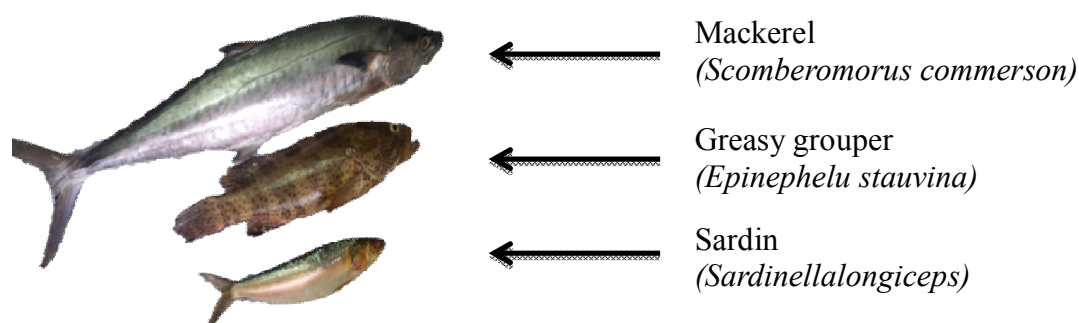 Mackerel
(Scomberomorus commerson)
Greasy grouper
(Epinephelu stauvina)
Sardin
(Sardinellalongiceps)